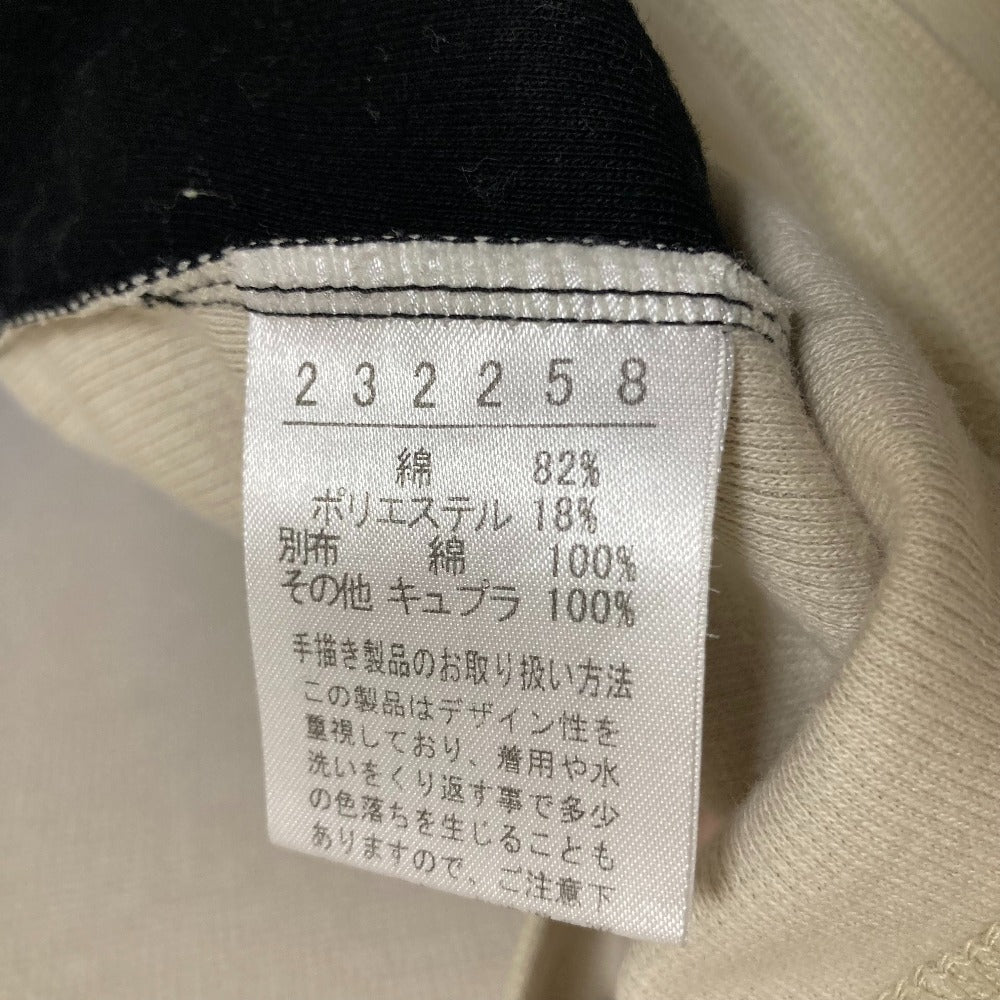 232258
綿 82%
ポリエステル 18%
別布 綿 100%
その他 キュプラ 100%
手描き製品のお取り扱い方法
この製品はデザイン性を
重視しており、着用や水
洗いをくり返す事で多少
の色落ちを生じることも
ありますので、ご注意下